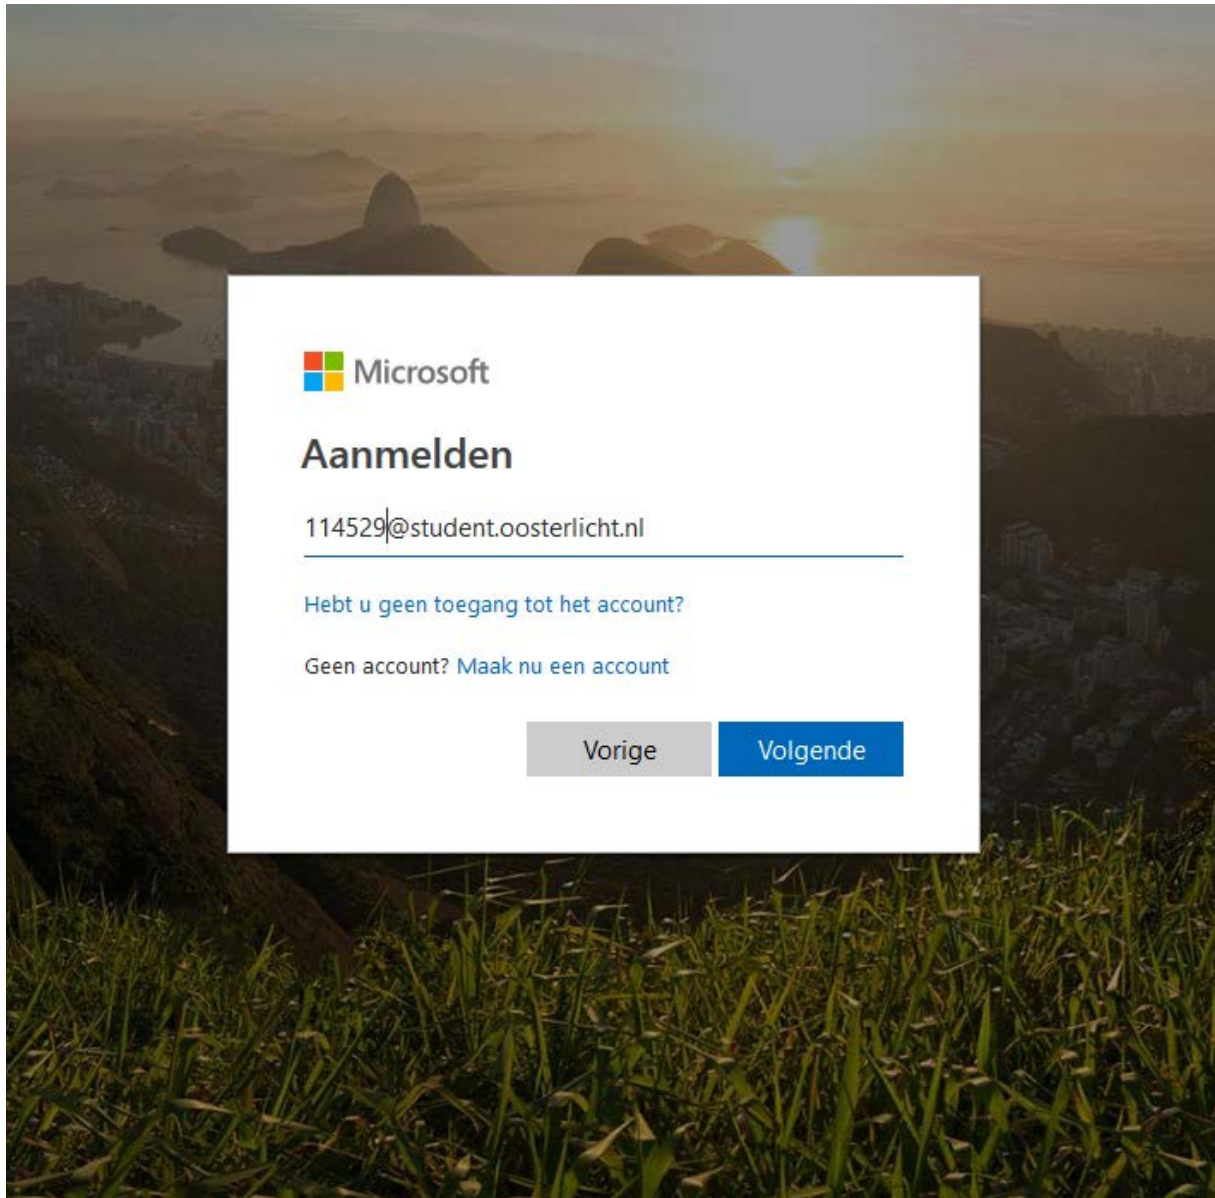 Microsoft
Aanmelden
114529@student.oosterlicht.nl
Hebt u geen toegang tot het account?
Geen account? Maak nu een account
Vorige
Volgende